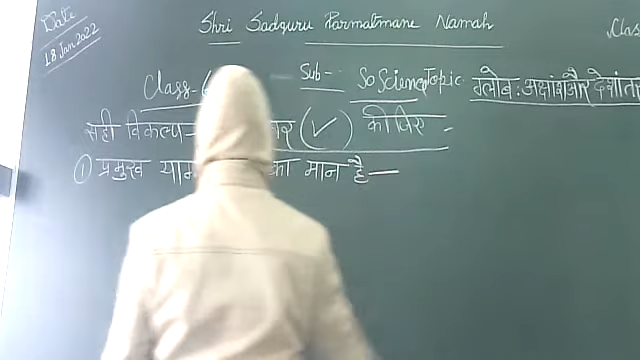 Date
18 Jan 2022
Shri Sadguru Parmatmane Namah
Class- Sub- So Science Topic- ग्लोब: अक्षांश और देशांतर
सही विकल्प (✓) कीजिए -
① प्रमुख याम का मान है —